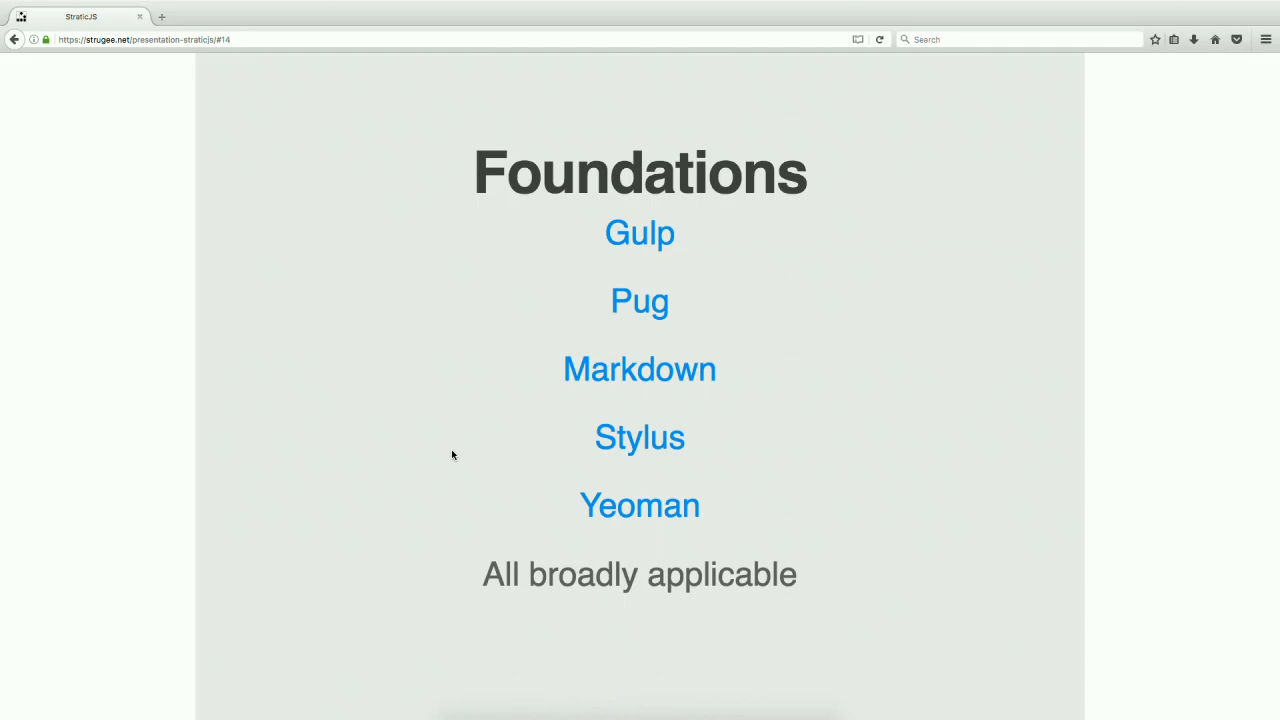 StraticJS
https://strugee.net/presentation-straticjs/#14
Search
Foundations
Gulp
Pug
Markdown
Stylus
Yeoman
All broadly applicable